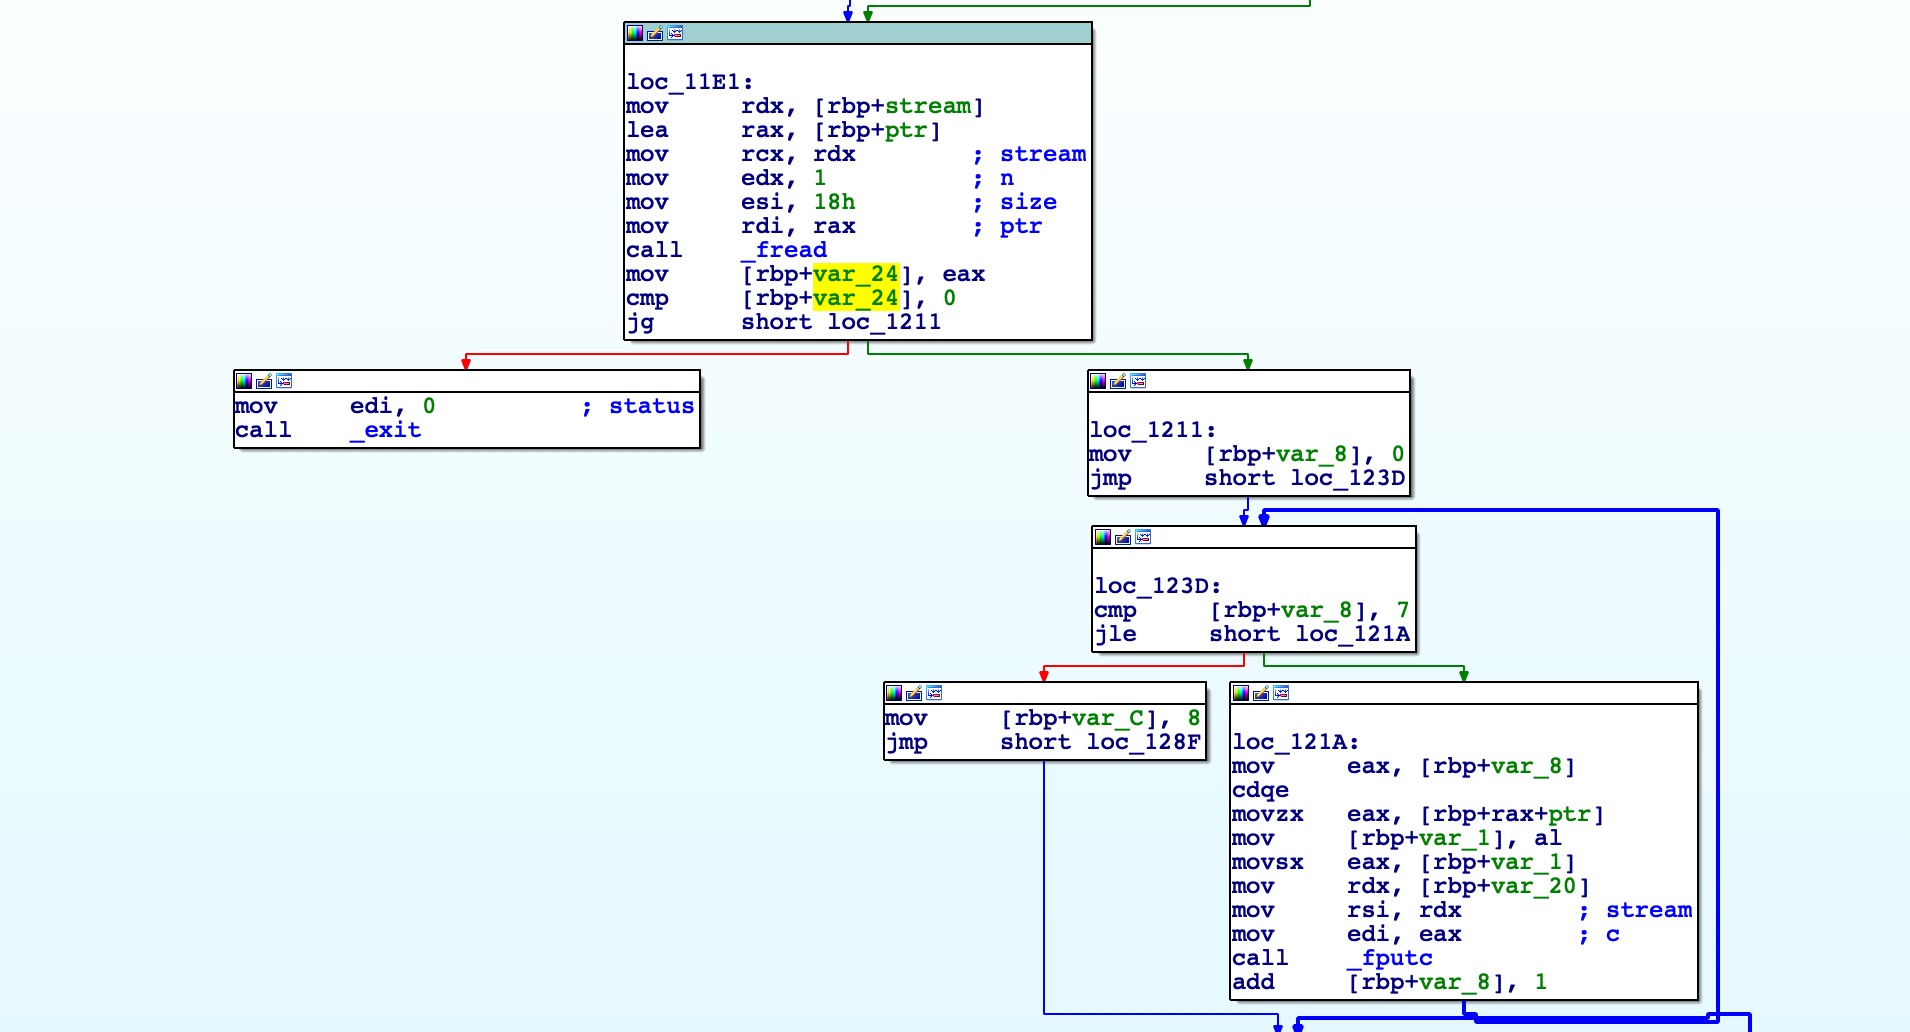 loc_11E1:
mov rdx, [rbp+stream]
lea rax, [rbp+ptr]
mov rcx, rdx ; stream
mov edx, 1 ; n
mov esi, 18h ; size
mov rdi, rax ; ptr
call _fread
mov [rbp+var_24], eax
cmp [rbp+var_24], 0
jg short loc_1211
mov edi, 0 ; status
call _exit
loc_1211:
mov [rbp+var_8], 0
jmp short loc_123D
loc_123D:
cmp [rbp+var_8], 7
jle short loc_121A
mov [rbp+var_C], 8
jmp short loc_128F
loc_121A:
mov eax, [rbp+var_8]
cdqe
movzx eax, [rbp+rax+ptr]
mov [rbp+var_1], al
movsx eax, [rbp+var_1]
mov rdx, [rbp+var_20]
mov rsi, rdx ; stream
mov edi, eax ; c
call _fputc
add [rbp+var_8], 1